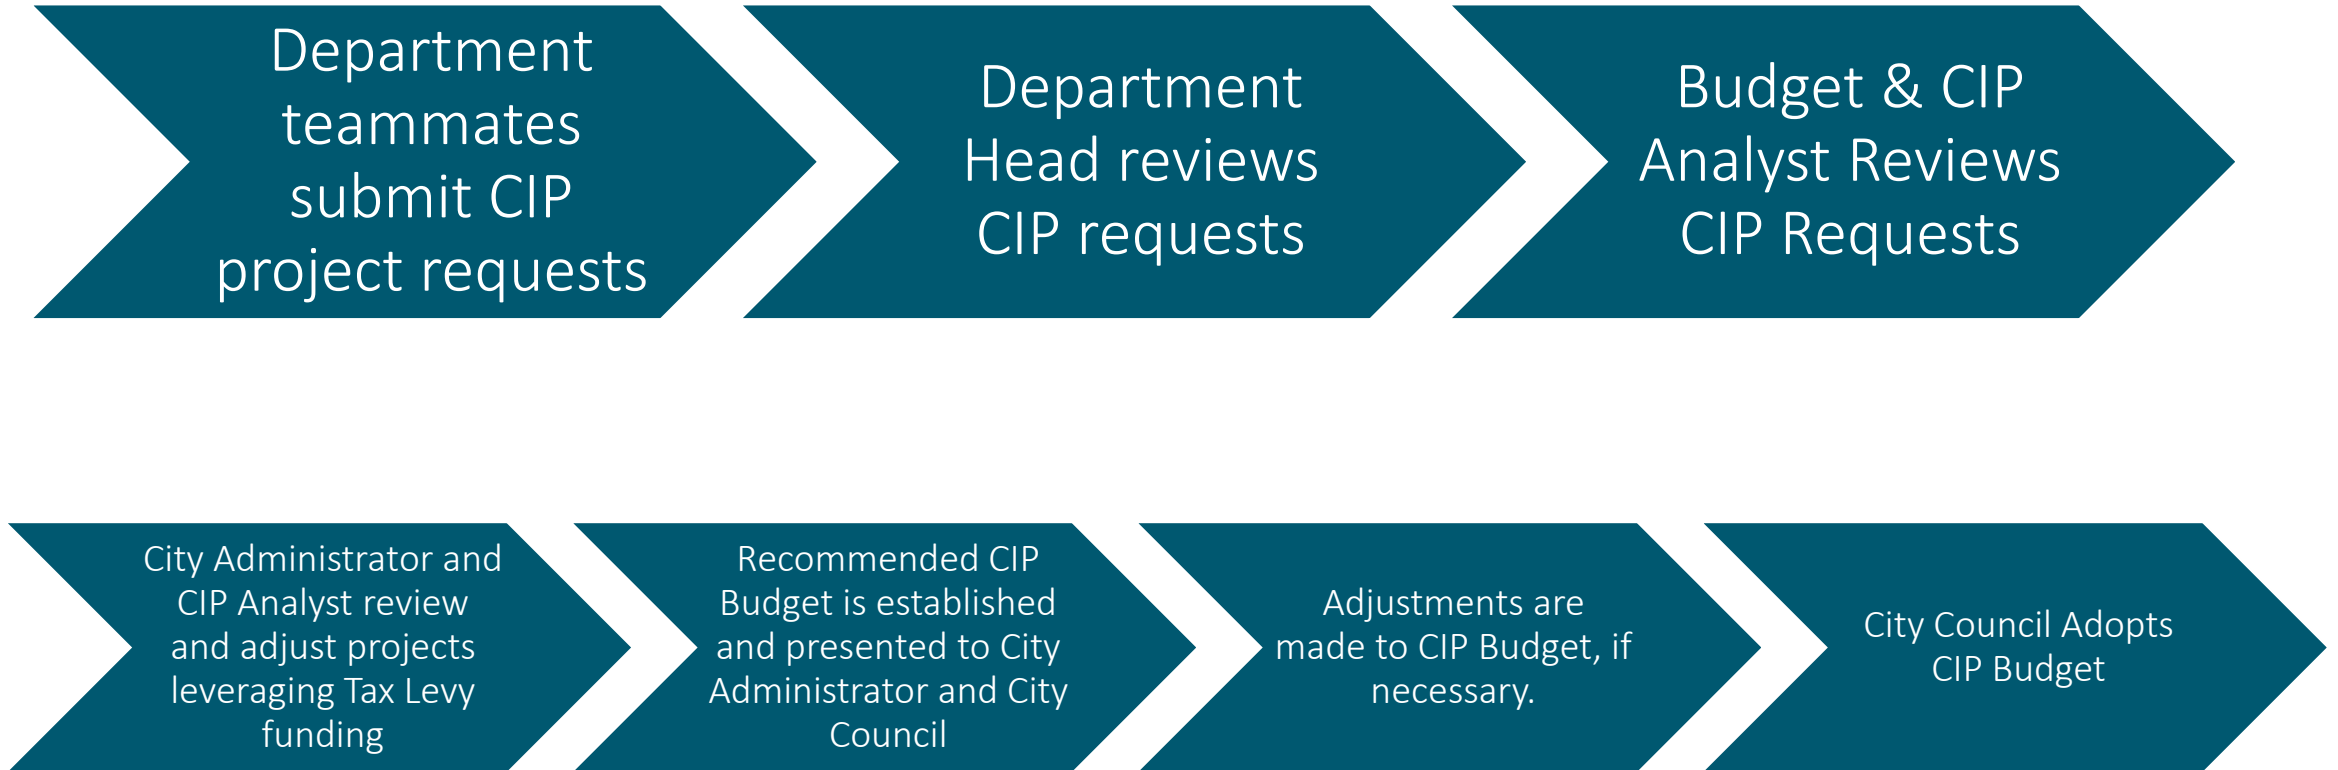 Department
teammates
submit CIP
project requests
Department
Head reviews
CIP requests
Budget & CIP
Analyst Reviews
CIP Requests
City Administrator and
CIP Analyst review
and adjust projects
leveraging Tax Levy
funding
Recommended CIP
Budget is established
and presented to City
Administrator and City
Council
Adjustments are
made to CIP Budget, if
necessary.
City Council Adopts
CIP Budget